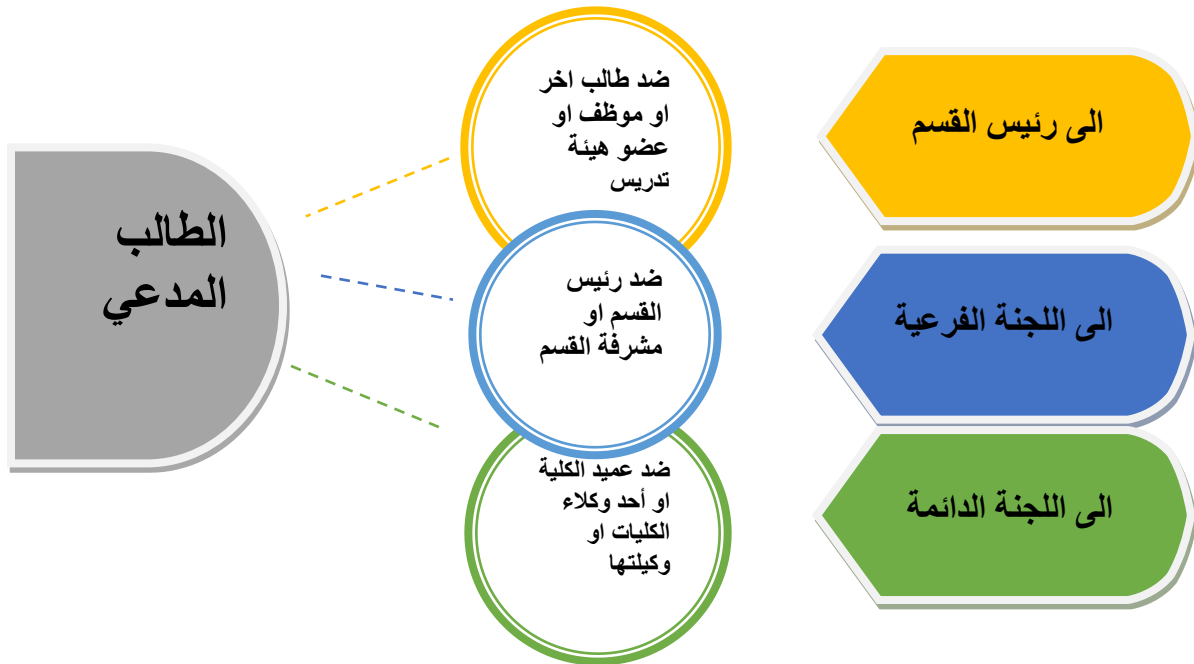 الطالب
المدعي
ضد طالب اخر
او موظف او
عضو هيئة
تدريس
الى رئيس القسم
ضد رئيس
القسم او
مشرفة القسم
الى اللجنة الفرعية
ضد عميد الكلية
او أحد وكلاء
الكليات او
وكيلتها
الى اللجنة الدائمة